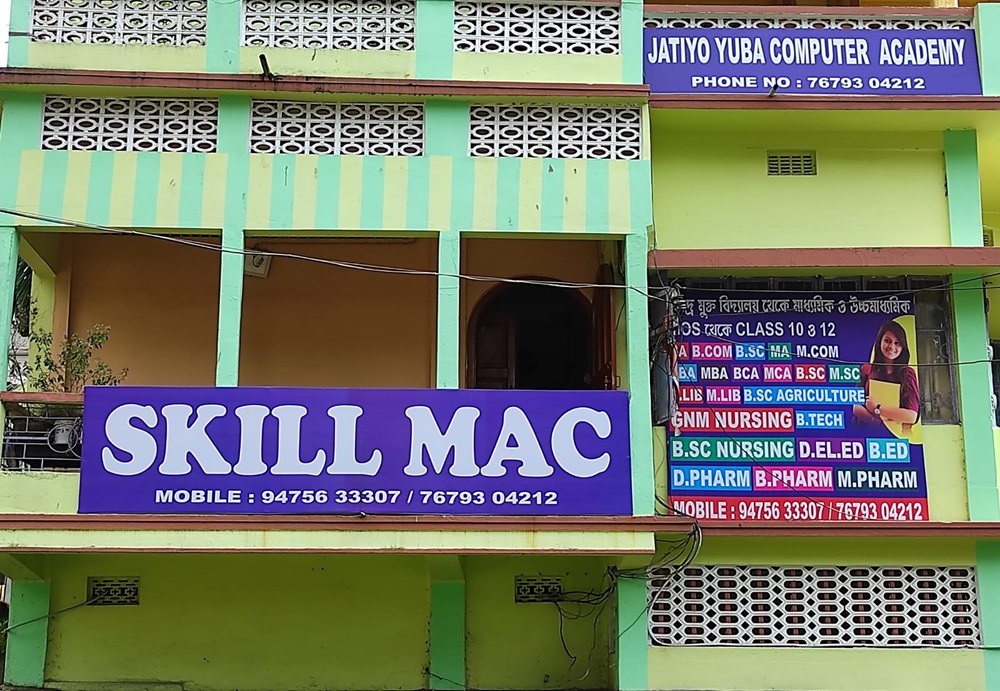 JATIYO YUBA COMPUTER ACADEMY
PHONE NO : 76793 04212
SKILL MAC
MOBILE : 94756 33307 / 76793 04212
মুক্ত বিদ্যালয় থেকে মাধ্যমিক ও উচ্চমাধ্যমিক
থেকে CLASS 10 ও 12
B.COM B.SC MA M.COM
MBA BCA MCA B.SC M.SC
M.LIB B.SC AGRICULTURE
GNM NURSING B.TECH
B.SC NURSING D.EL.ED B.ED
D.PHARM B.PHARM M.PHARM
MOBILE : 94756 33307 / 76793 04212